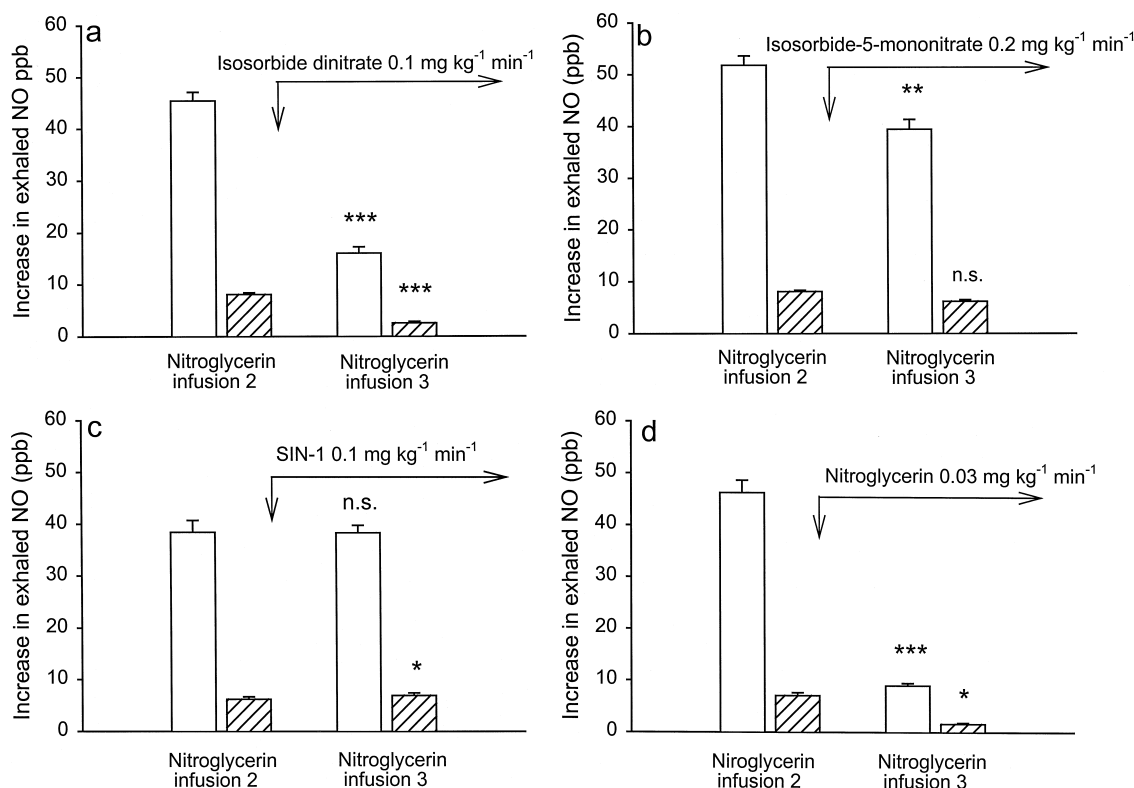 a
Increase in exhaled NO ppb
60
50
40
30
20
10
0
Isosorbide dinitrate 0.1 mg kg⁻¹ min⁻¹
***
***
Nitroglycerin
infusion 2
Nitroglycerin
infusion 3
b
Increase in exhaled NO (ppb)
60
50
40
30
20
10
0
Isosorbide-5-mononitrate 0.2 mg kg⁻¹ min⁻¹
**
n.s.
Nitroglycerin
infusion 2
Nitroglycerin
infusion 3
c
Increase in exhaled NO (ppb)
60
50
40
30
20
10
0
SIN-1 0.1 mg kg⁻¹ min⁻¹
n.s.
*
Nitroglycerin
infusion 2
Nitroglycerin
infusion 3
d
Increase in exhaled NO (ppb)
60
50
40
30
20
10
0
Nitroglycerin 0.03 mg kg⁻¹ min⁻¹
***
*
Niroglycerin
infusion 2
Nitroglycerin
infusion 3